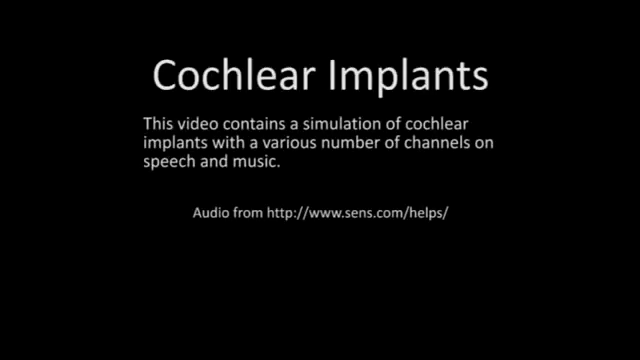 Cochlear Implants
This video contains a simulation of cochlear
implants with a various number of channels on
speech and music.
Audio from http://www.sens.com/helps/